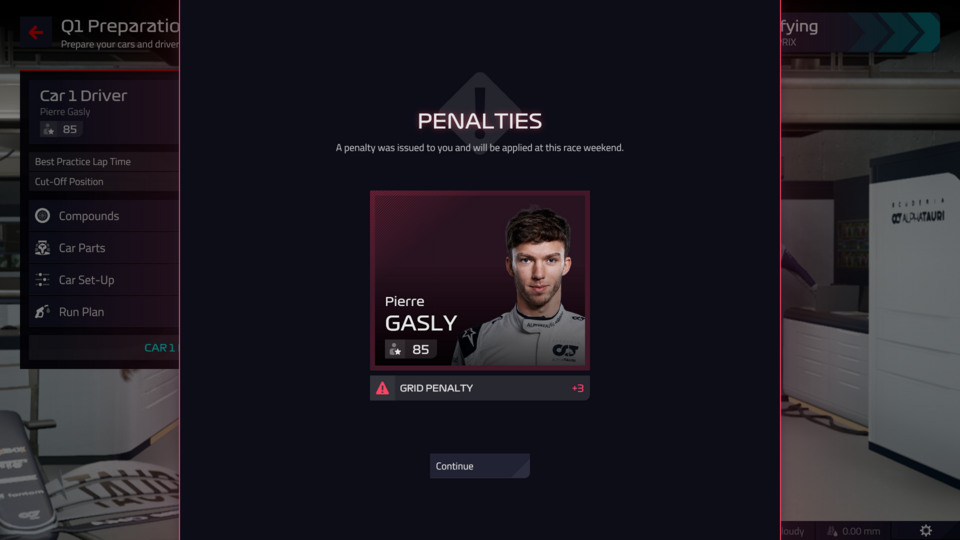 Q1 Preparatio
Prepare your cars and driver
fying
RIX
Car 1 Driver
Pierre Gasly
85
Best Practice Lap Time
Cut-Off Position
Compounds
Car Parts
Car Set-Up
Run Plan
CAR 1
PENALTIES
A penalty was issued to you and will be applied at this race weekend.
Pierre
GASLY
85
GRID PENALTY +3
Continue
SCUDERIA
ALPHATAURI
oudy
0.00 mm